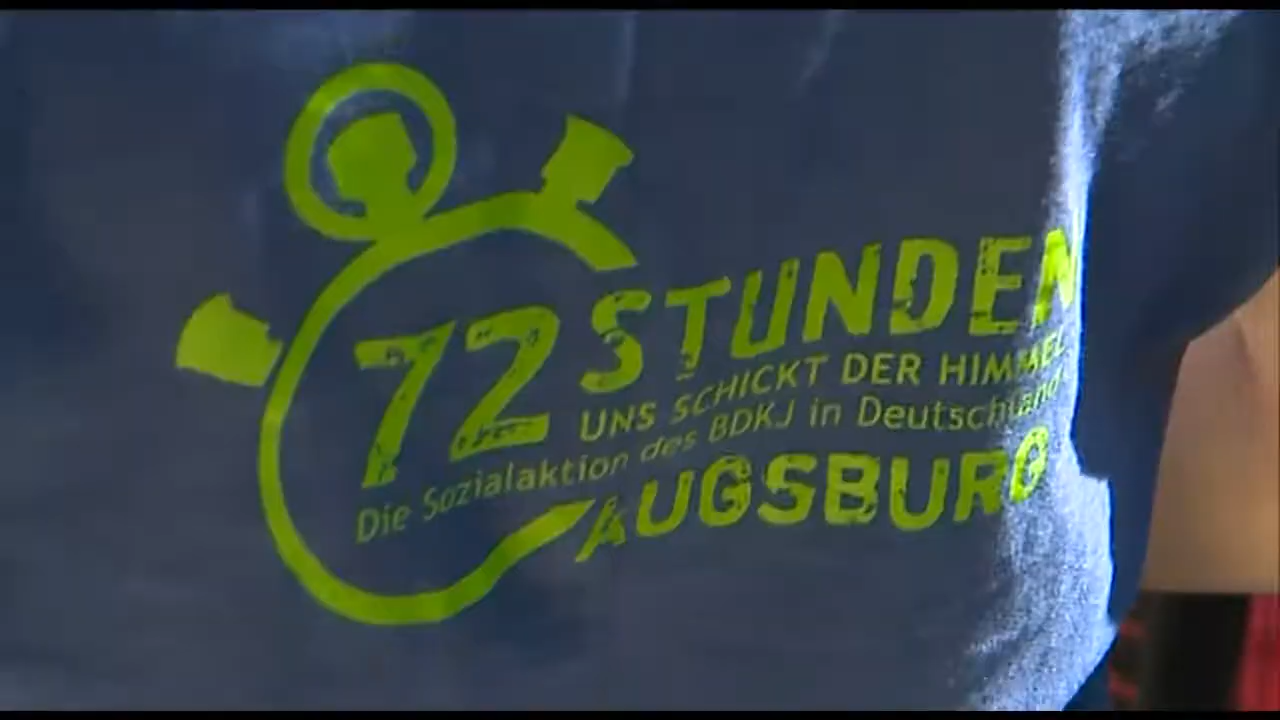 72 STUNDEN
UNS SCHICKT DER HIMMEL
Die Sozialaktion des BDKJ in Deutschland
AUGSBURG